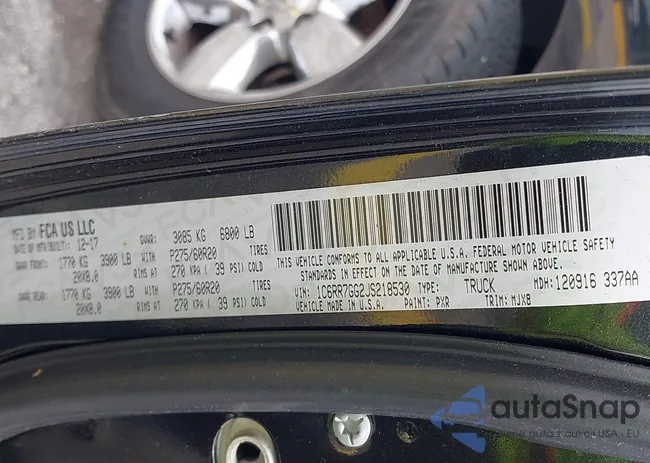 MFD BY FCA US LLC
DATE OF MFR(BUILT): 12-17 GVWR: 3085 KG 6800 LB
GAWR FRONT: 1770 KG 3900 LB WITH P275/60R20 TIRES
20X8.0 RIMS AT 270 KPA ( 39 PSI) COLD
GAWR REAR: 1770 KG 3900 LB WITH P275/60R20 TIRES
20X8.0 RIMS AT 270 KPA ( 39 PSI) COLD
THIS VEHICLE CONFORMS TO ALL APPLICABLE U.S.A. FEDERAL MOTOR VEHICLE SAFETY
STANDARDS IN EFFECT ON THE DATE OF MANUFACTURE SHOWN ABOVE.
VIN: 1C6RR7GG2JS218530 TYPE: TRUCK MDH: 120916 337AA
VEHICLE MADE IN U.S.A. PAINT: PXR TRIM: MJX8
autoSnap
USA · EU